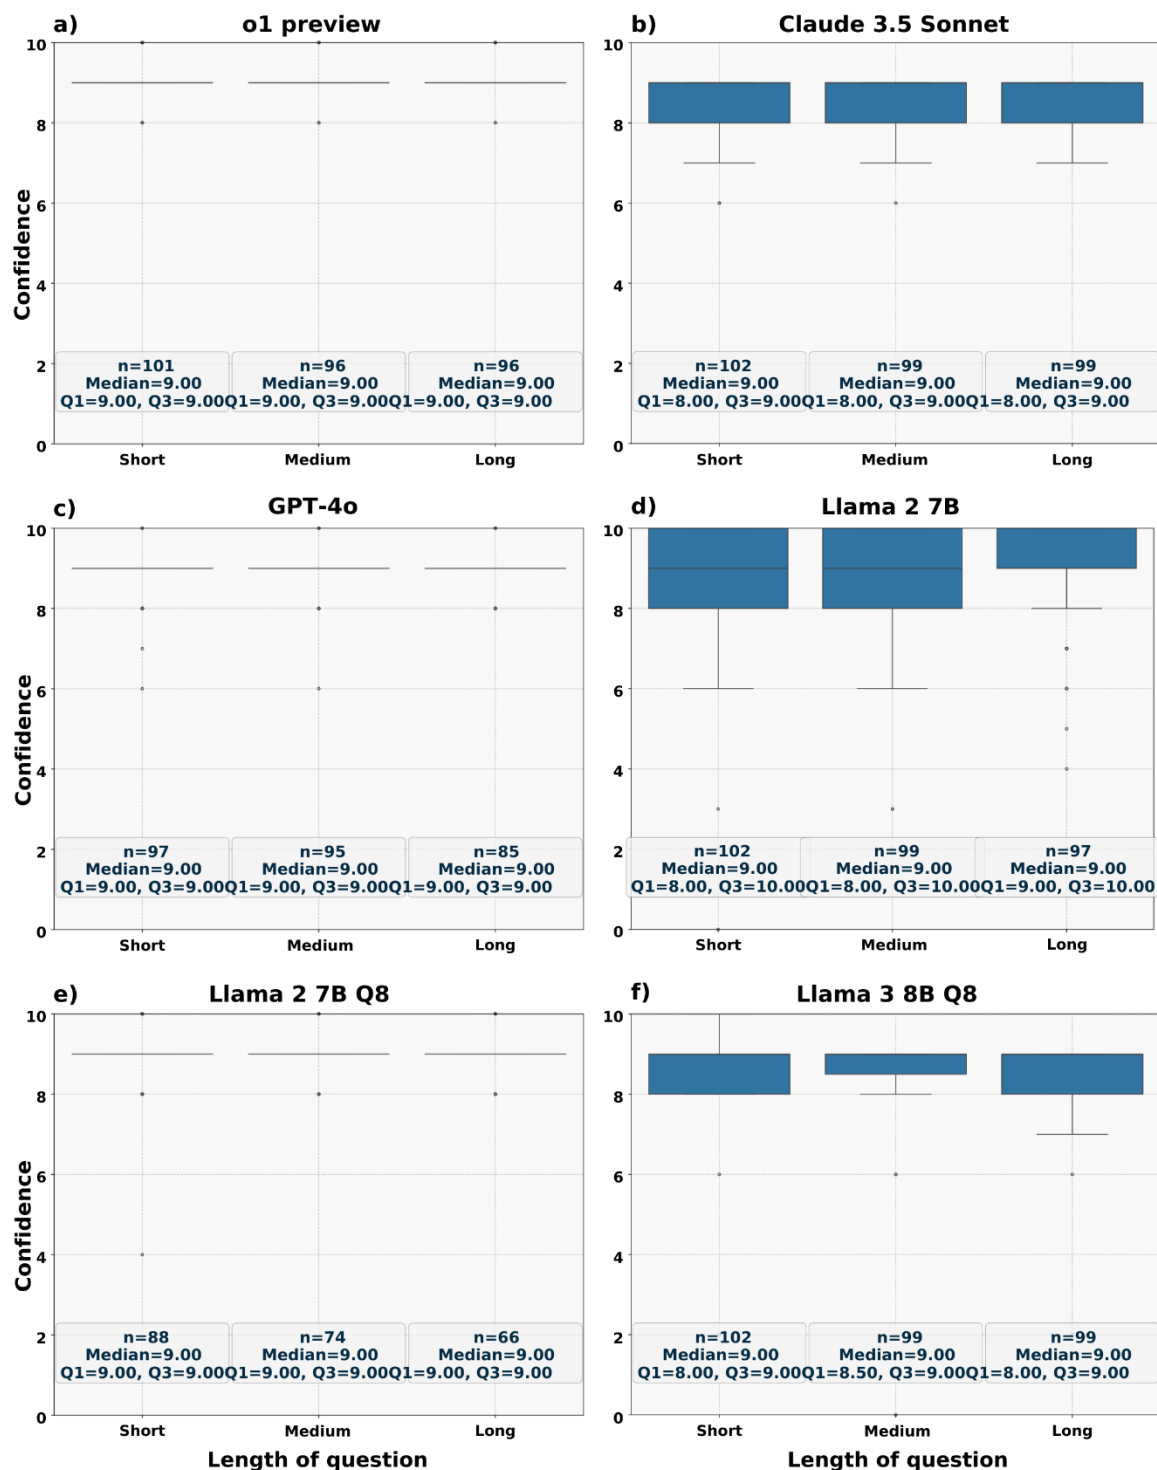 a) o1 preview
b) Claude 3.5 Sonnet
Confidence
10
8
6
4
2
0
n=101
Median=9.00
Q1=9.00, Q3=9.00
n=96
Median=9.00
Q1=9.00, Q3=9.00
n=96
Median=9.00
Q1=9.00, Q3=9.00
Short Medium Long
10
8
6
4
2
0
n=102
Median=9.00
Q1=8.00, Q3=9.00
n=99
Median=9.00
Q1=8.00, Q3=9.00
n=99
Median=9.00
Q1=8.00, Q3=9.00
Short Medium Long
c) GPT-4o
d) Llama 2 7B
Confidence
10
8
6
4
2
0
n=97
Median=9.00
Q1=9.00, Q3=9.00
n=95
Median=9.00
Q1=9.00, Q3=9.00
n=85
Median=9.00
Q1=9.00, Q3=9.00
Short Medium Long
10
8
6
4
2
0
n=102
Median=9.00
Q1=8.00, Q3=10.00
n=99
Median=9.00
Q1=8.00, Q3=10.00
n=97
Median=9.00
Q1=9.00, Q3=10.00
Short Medium Long
e) Llama 2 7B Q8
f) Llama 3 8B Q8
Confidence
10
8
6
4
2
0
n=88
Median=9.00
Q1=9.00, Q3=9.00
n=74
Median=9.00
Q1=9.00, Q3=9.00
n=66
Median=9.00
Q1=9.00, Q3=9.00
Short Medium Long
Length of question
10
8
6
4
2
0
n=102
Median=9.00
Q1=8.00, Q3=9.00
n=99
Median=9.00
Q1=8.50, Q3=9.00
n=99
Median=9.00
Q1=8.00, Q3=9.00
Short Medium Long
Length of question